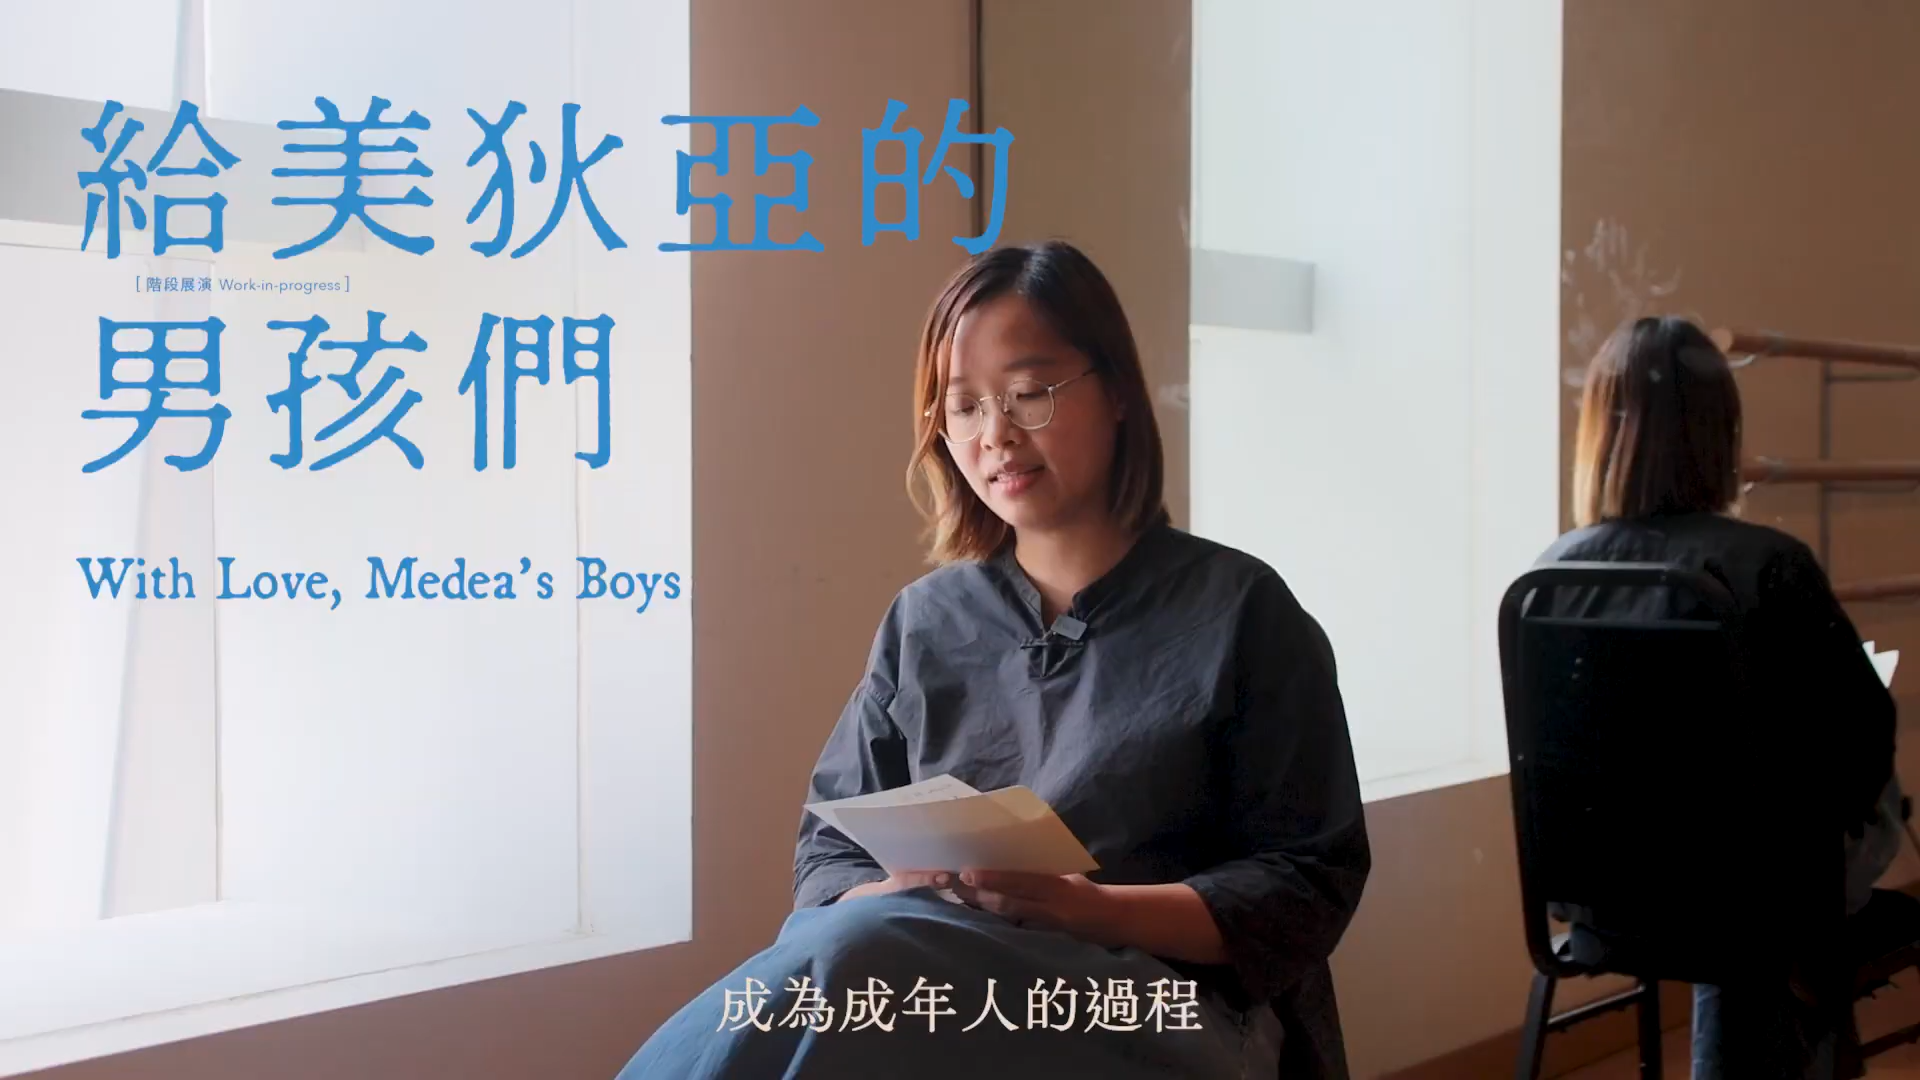 給美狄亞的
[ 階段展演 Work-in-progress ]
男孩們
With Love, Medea's Boys
成為成年人的過程